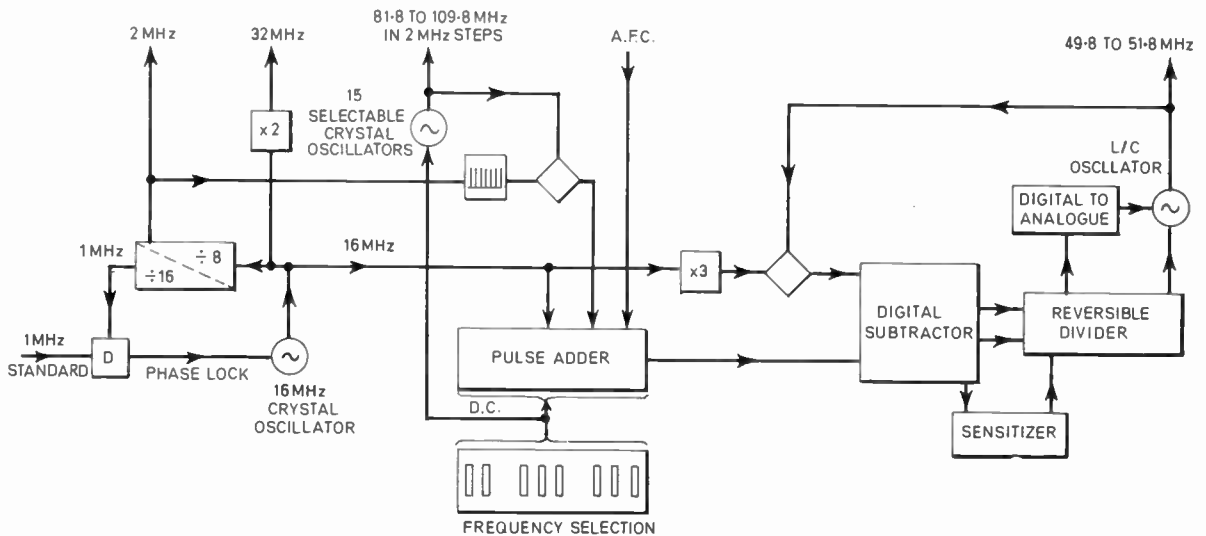 2 MHz
32 MHz
81·8 TO 109·8 MHz
IN 2 MHz STEPS
A.F.C.
49·8 TO 51·8 MHz
15
SELECTABLE
CRYSTAL
OSCILLATORS
x 2
L/C
OSCLLATOR
DIGITAL TO
ANALOGUE
1 MHz
÷ 8
÷16
16 MHz
x3
DIGITAL
SUBTRACTOR
REVERSIBLE
DIVIDER
1 MHz
STANDARD
D
PHASE LOCK
PULSE ADDER
16 MHz
CRYSTAL
OSCILLATOR
D.C.
SENSITIZER
FREQUENCY SELECTION